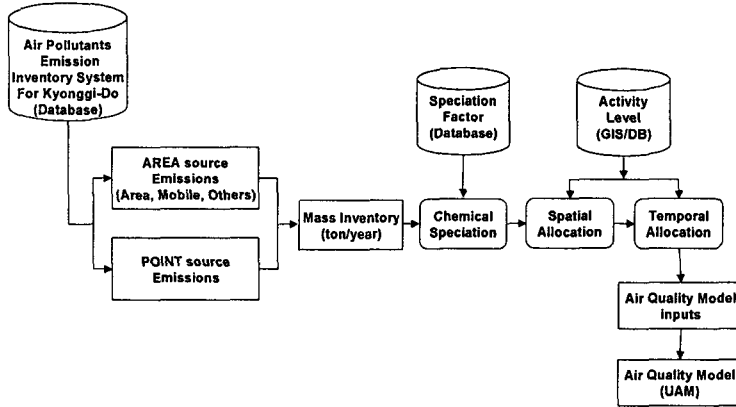 Air Pollutants
Emission
Inventory System
For Kyonggi-Do
(Database)
Speciation
Factor
(Database)
Activity
Level
(GIS/DB)
AREA source
Emissions
(Area, Mobile, Others)
POINT source
Emissions
Mass Inventory
(ton/year)
Chemical
Speciation
Spatial
Allocation
Temporal
Allocation
Air Quality Model
inputs
Air Quality Model
(UAM)